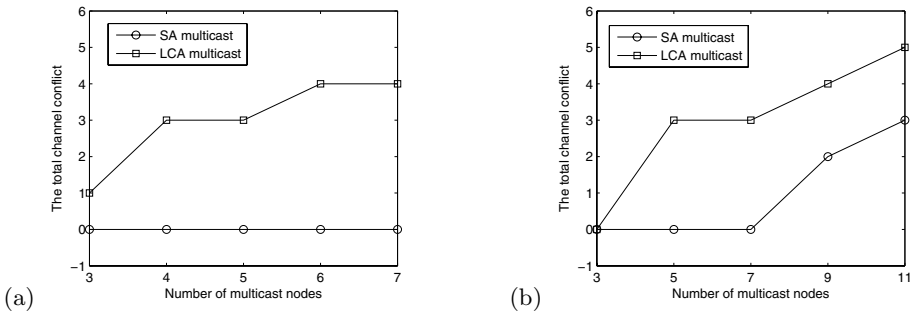 6
5
4
3
2
1
0
−1
The total channel conflict
SA multicast
LCA multicast
3 4 5 6 7
Number of multicast nodes
(a)
6
5
4
3
2
1
0
−1
The total channel conflict
SA multicast
LCA multicast
3 5 7 9 11
Number of multicast nodes
(b)